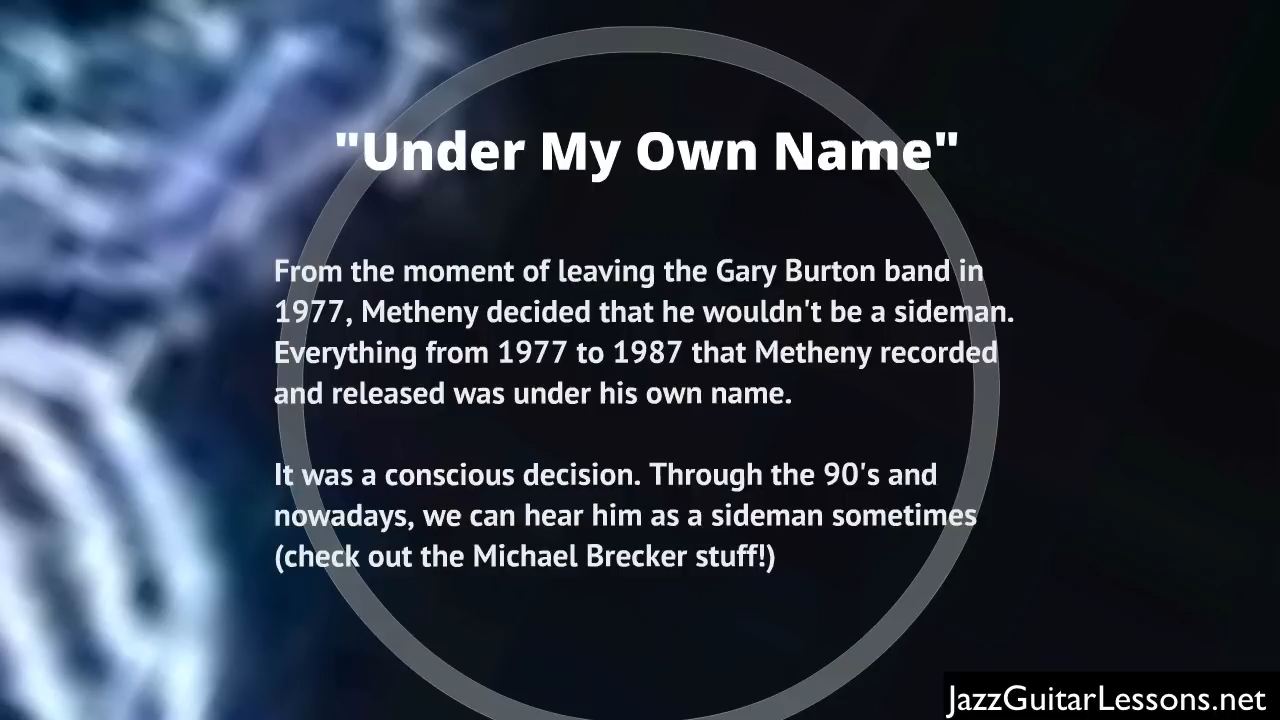 "Under My Own Name"
From the moment of leaving the Gary Burton band in
1977, Metheny decided that he wouldn't be a sideman.
Everything from 1977 to 1987 that Metheny recorded
and released was under his own name.
It was a conscious decision. Through the 90's and
nowadays, we can hear him as a sideman sometimes
(check out the Michael Brecker stuff!)
JazzGuitarLessons.net